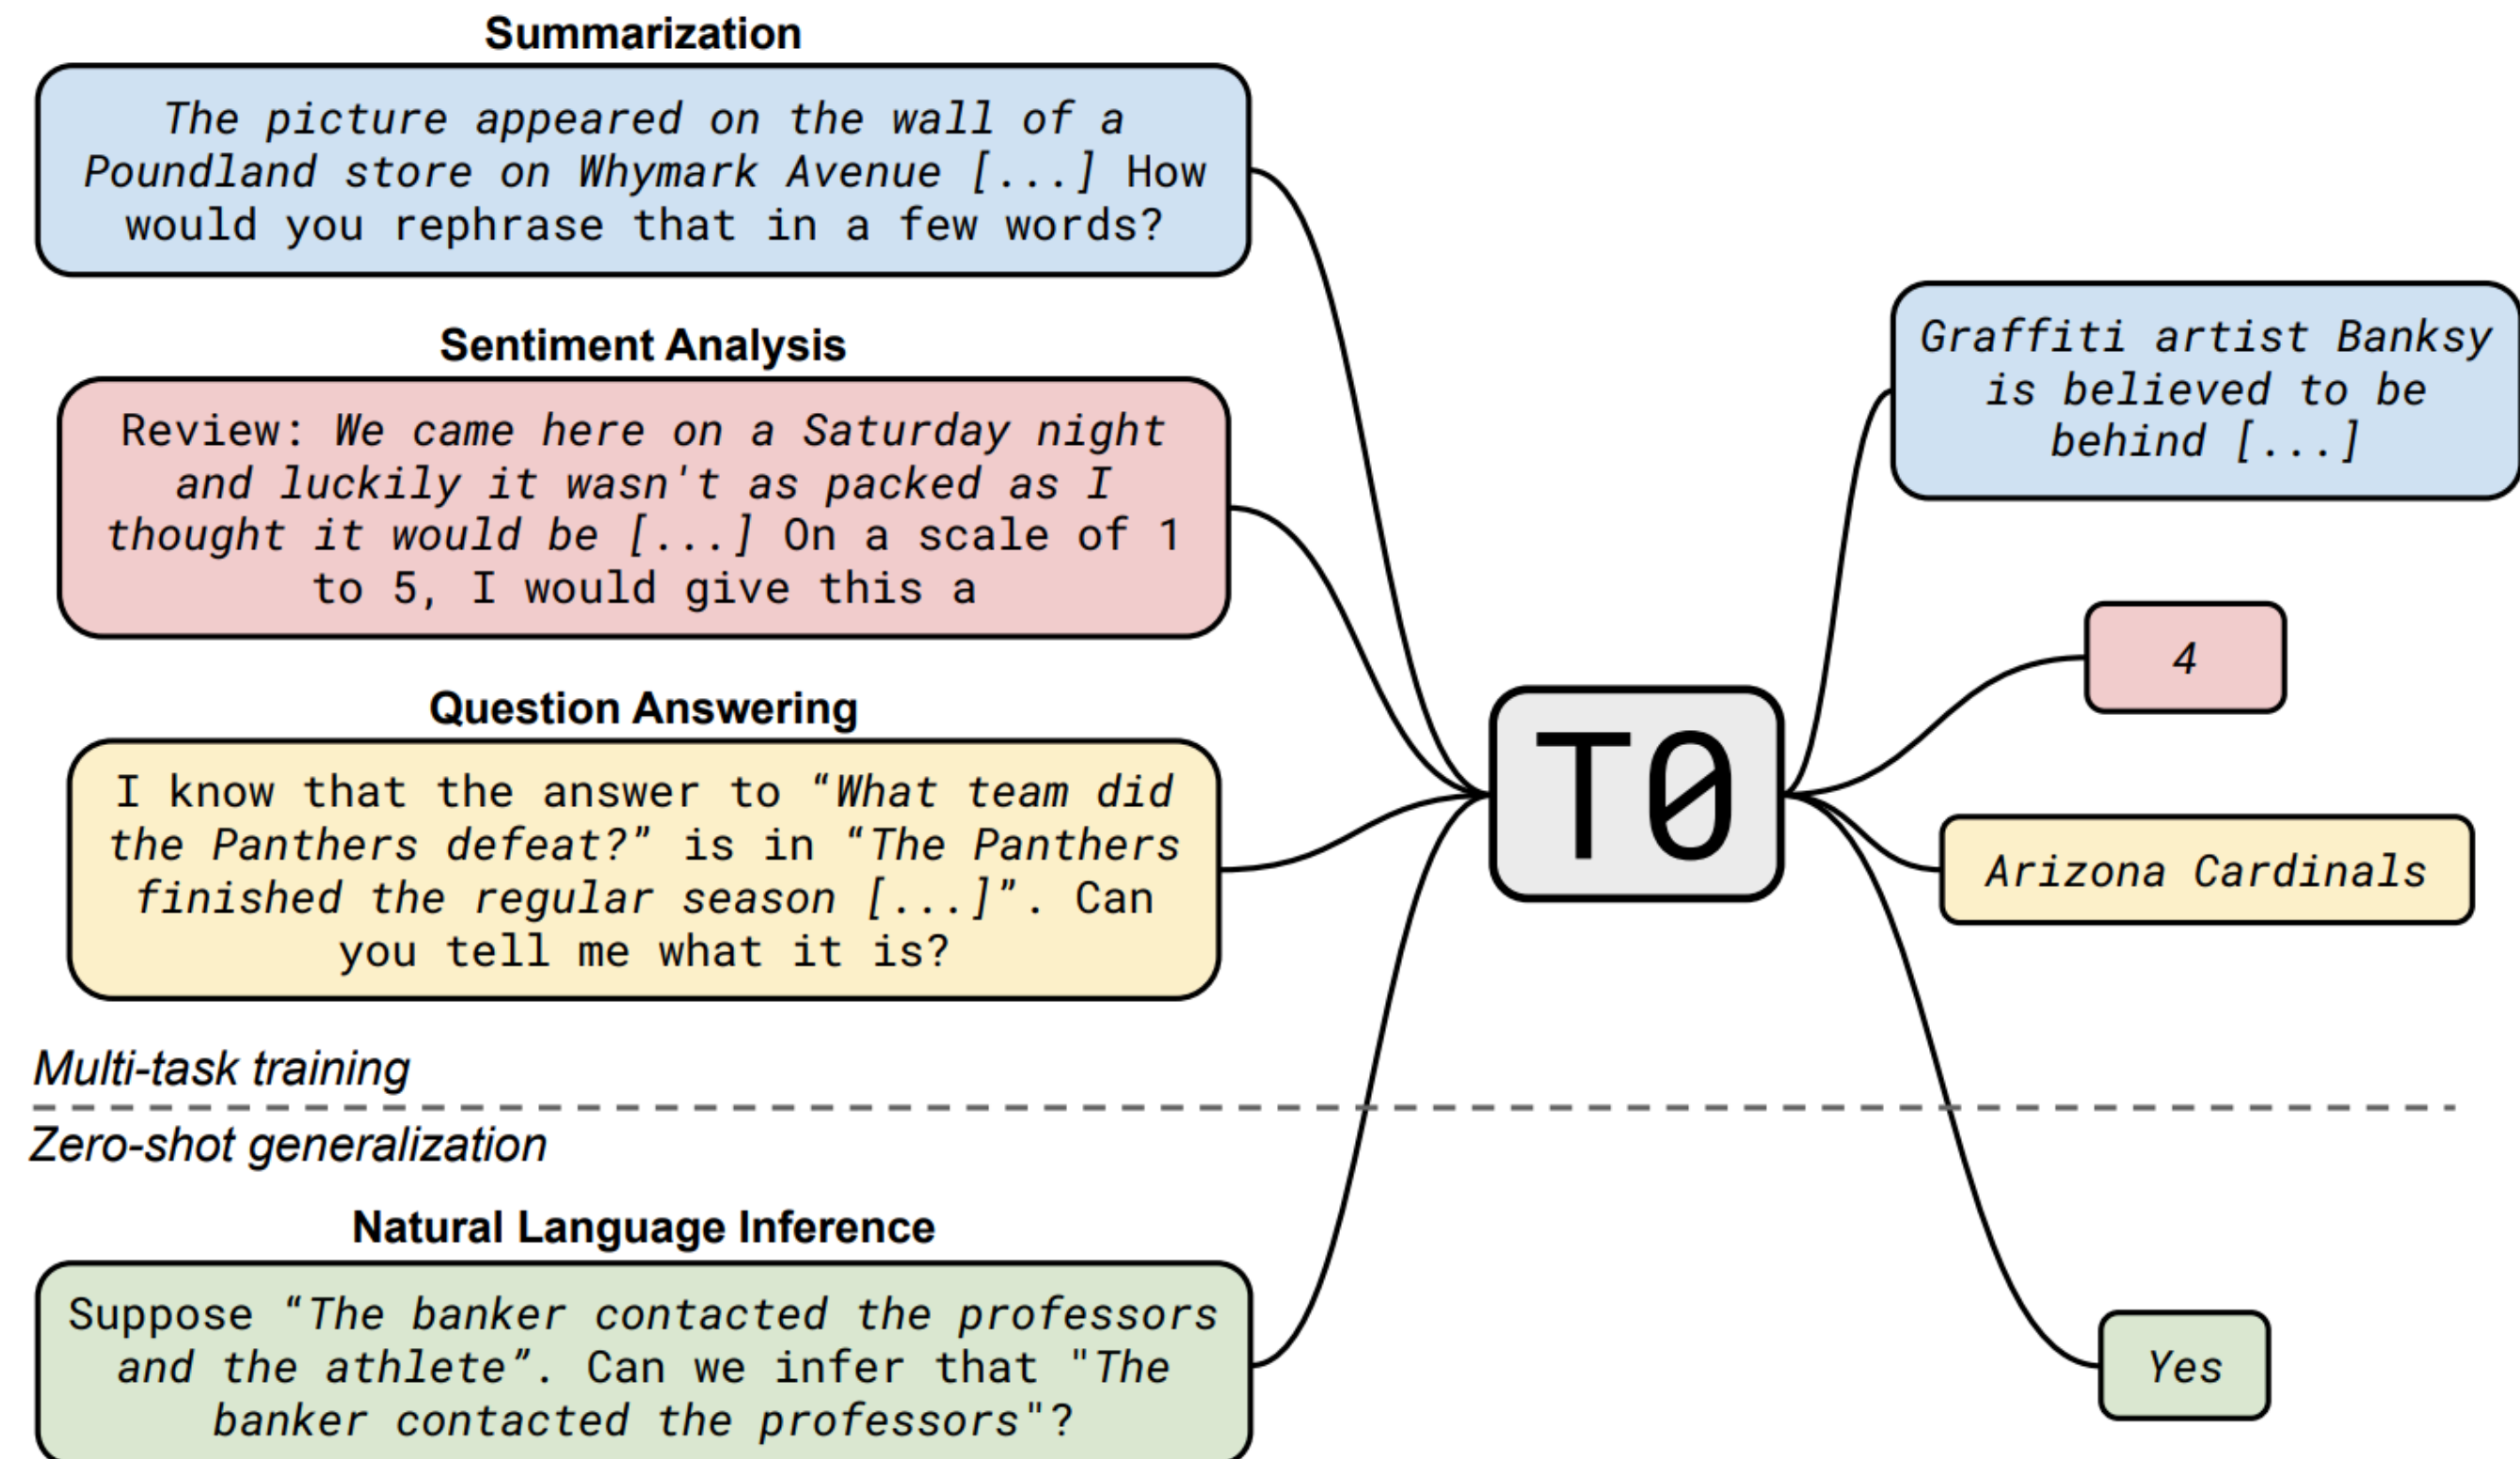 Summarization
The picture appeared on the wall of a
Poundland store on Whymark Avenue [...] How
would you rephrase that in a few words?
Sentiment Analysis
Review: We came here on a Saturday night
and luckily it wasn't as packed as I
thought it would be [...] On a scale of 1
to 5, I would give this a
Question Answering
I know that the answer to “What team did
the Panthers defeat?” is in “The Panthers
finished the regular season [...]”. Can
you tell me what it is?
Multi-task training
Zero-shot generalization
Natural Language Inference
Suppose “The banker contacted the professors
and the athlete”. Can we infer that "The
banker contacted the professors"?
T0
Graffiti artist Banksy
is believed to be
behind [...]
4
Arizona Cardinals
Yes